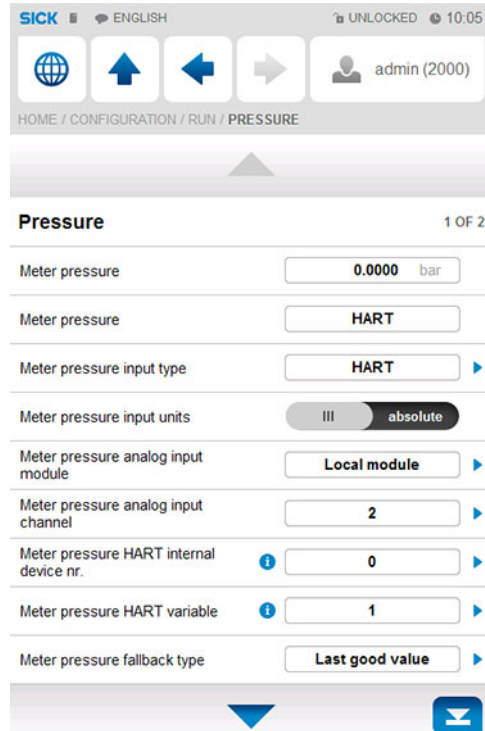 SICK ENGLISH UNLOCKED 10:05
admin (2000)
HOME / CONFIGURATION / RUN / PRESSURE
Pressure 1 OF 2
Meter pressure 0.0000 bar
Meter pressure HART
Meter pressure input type HART
Meter pressure input units absolute
Meter pressure analog input
module Local module
Meter pressure analog input
channel 2
Meter pressure HART internal
device nr. 0
Meter pressure HART variable 1
Meter pressure fallback type Last good value